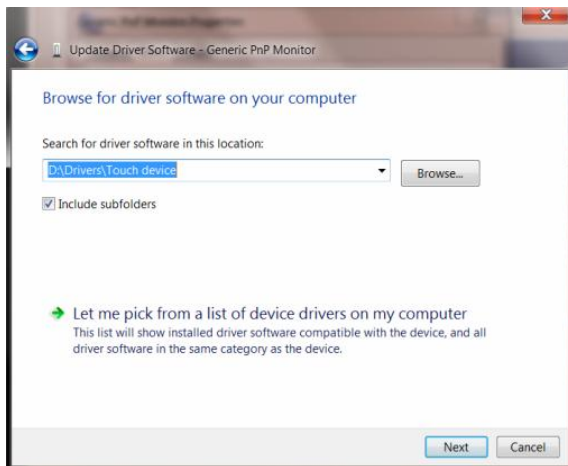 Update Driver Software - Generic PnP Monitor
Browse for driver software on your computer
Search for driver software in this location:
D:\Drivers\Touch device
Browse...
Include subfolders
Let me pick from a list of device drivers on my computer
This list will show installed driver software compatible with the device, and all
driver software in the same category as the device.
Next
Cancel